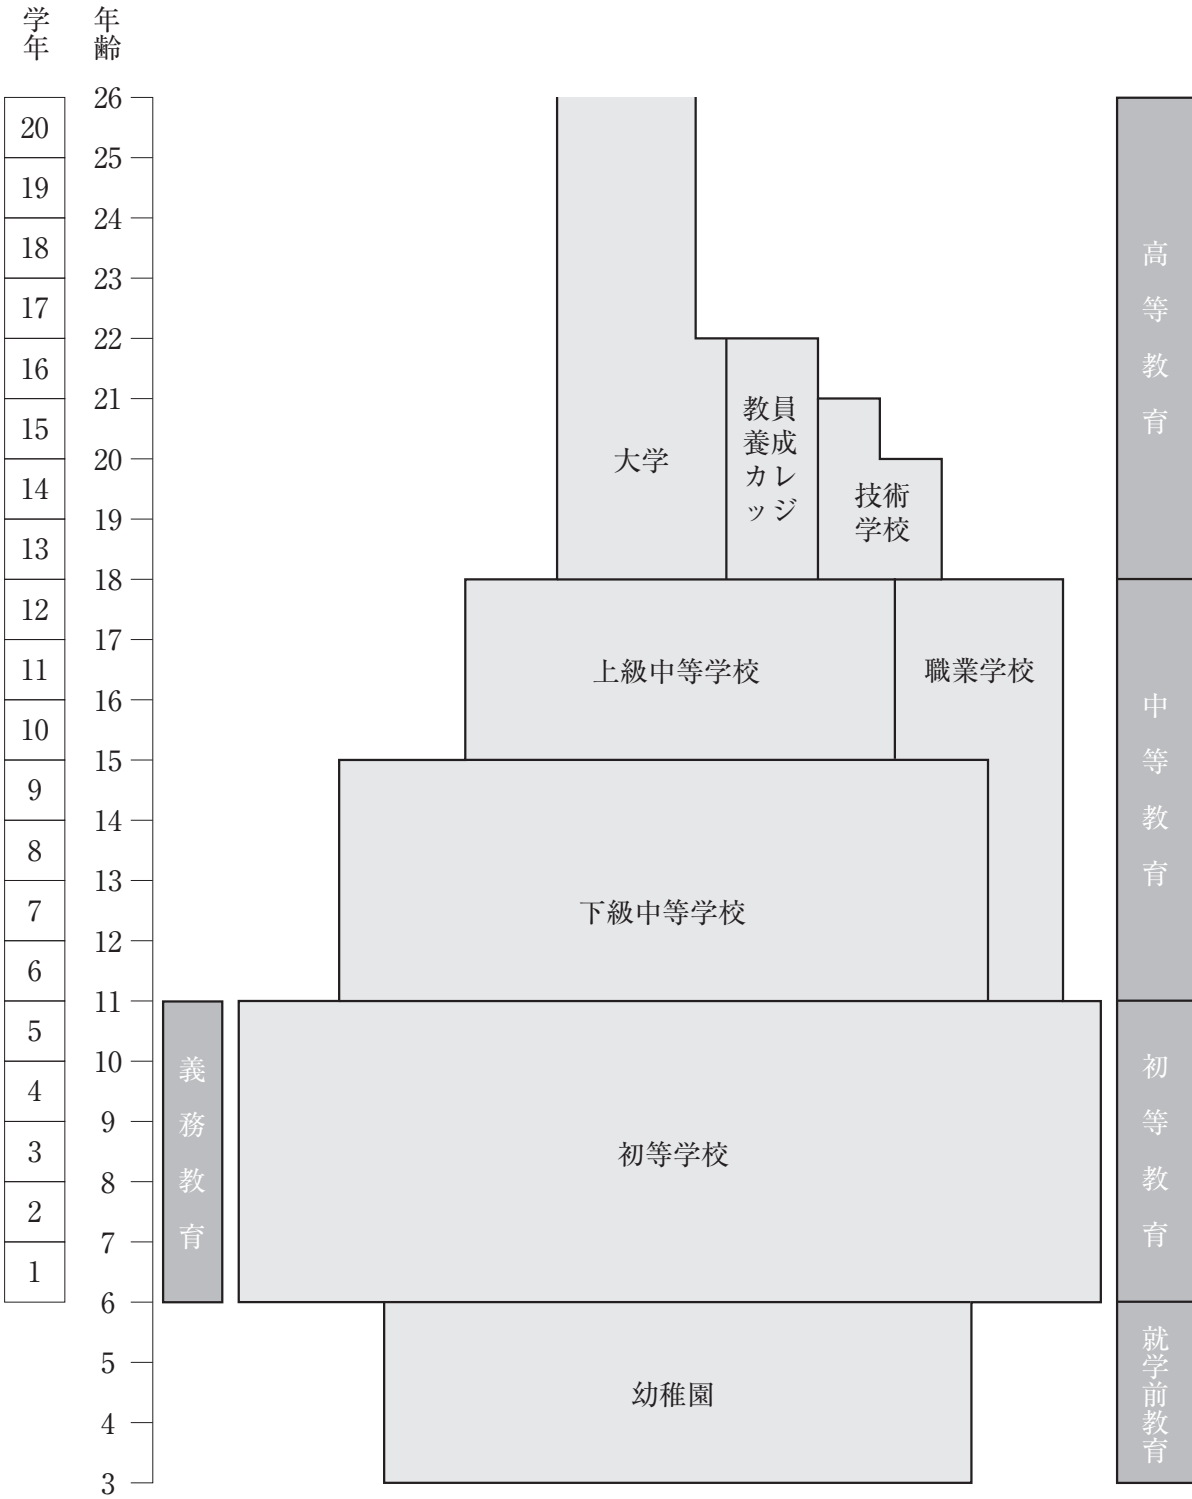 学年
年齢
26
20
25
19
24
18
23
17
22
16
21
15
20
14
19
13
18
12
17
11
16
10
15
9
14
8
13
7
12
6
11
5
10
4
9
3
8
2
7
1
6
5
4
3
大学
教員
養成
カレ
ッジ
技術
学校
上級中等学校
職業学校
下級中等学校
初等学校
幼稚園
義務教育
高等教育
中等教育
初等教育
就学前教育